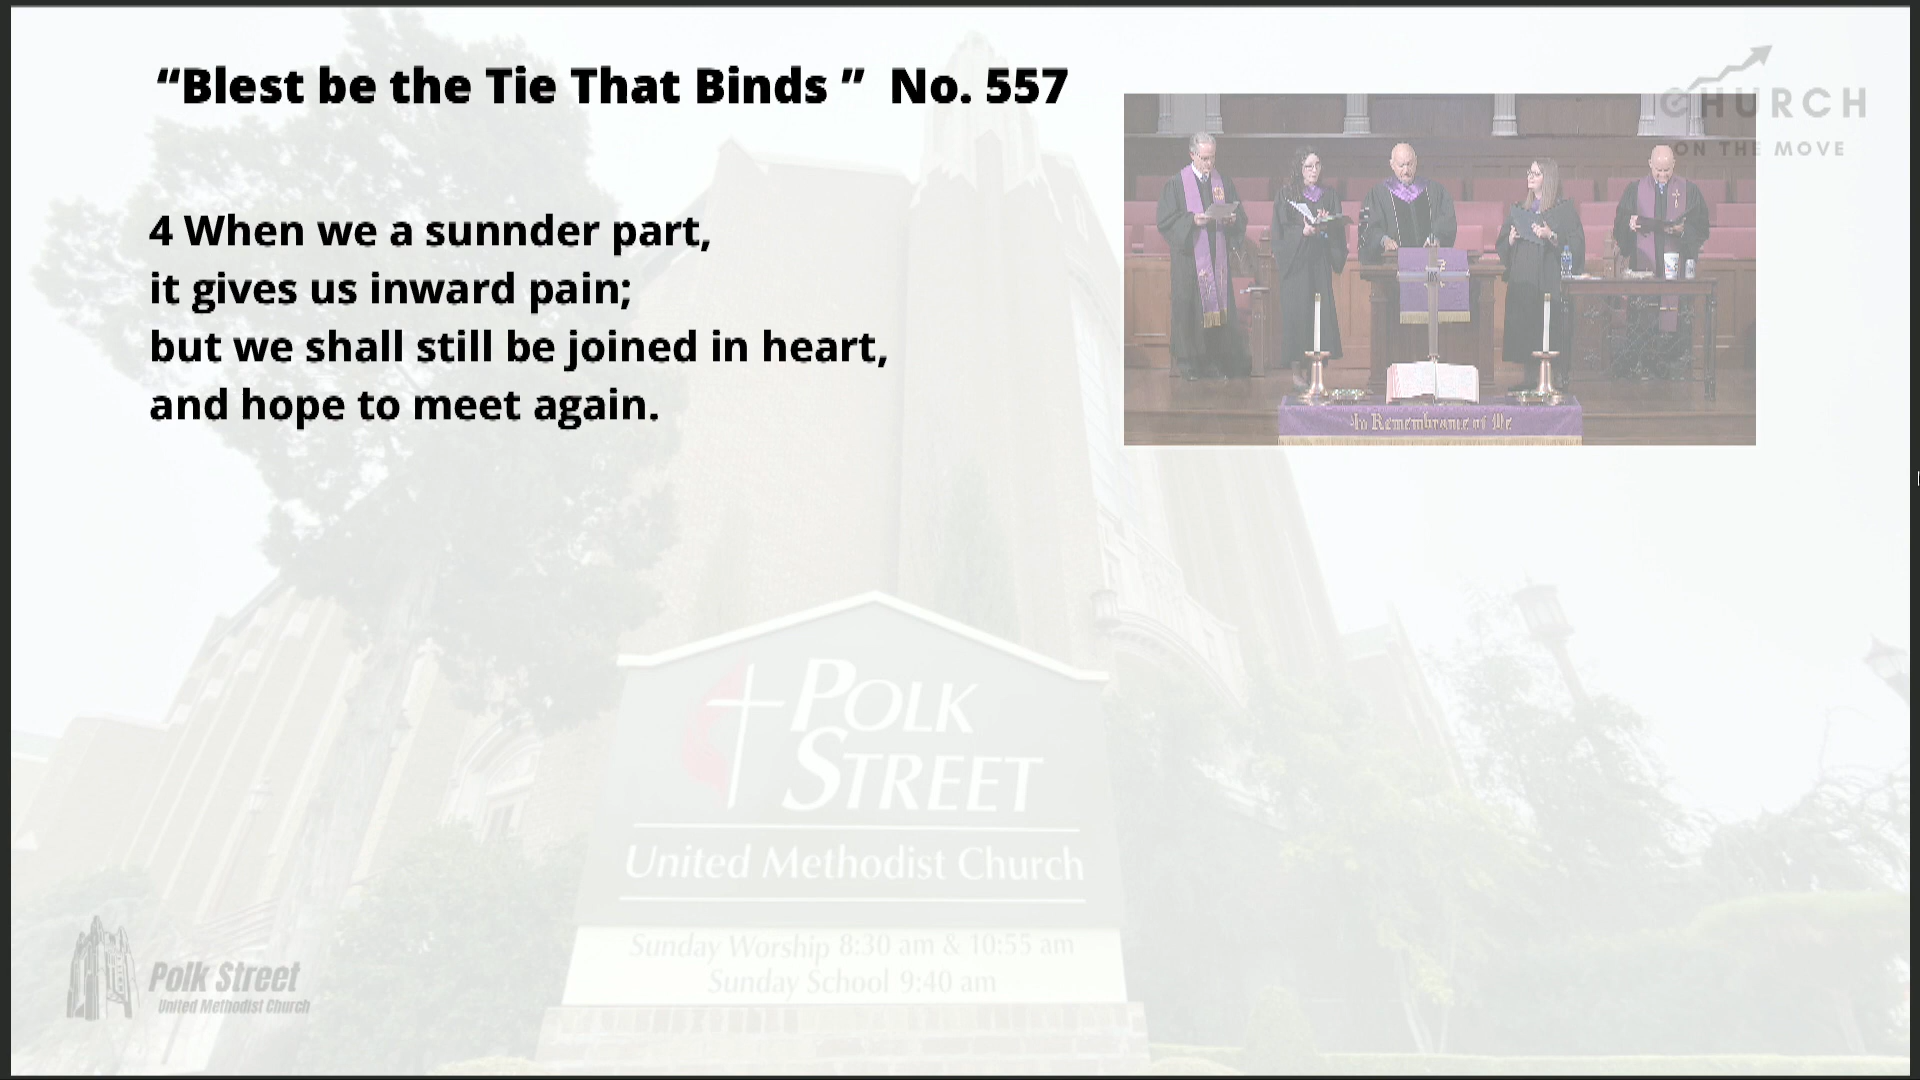 “Blest be the Tie That Binds ” No. 557
CHURCH
ON THE MOVE
4 When we a sunnder part,
it gives us inward pain;
but we shall still be joined in heart,
and hope to meet again.
In Remembrance of Me
POLK
STREET
United Methodist Church
Sunday Worship 8:30 am & 10:55 am
Sunday School 9:40 am
Polk Street
United Methodist Church